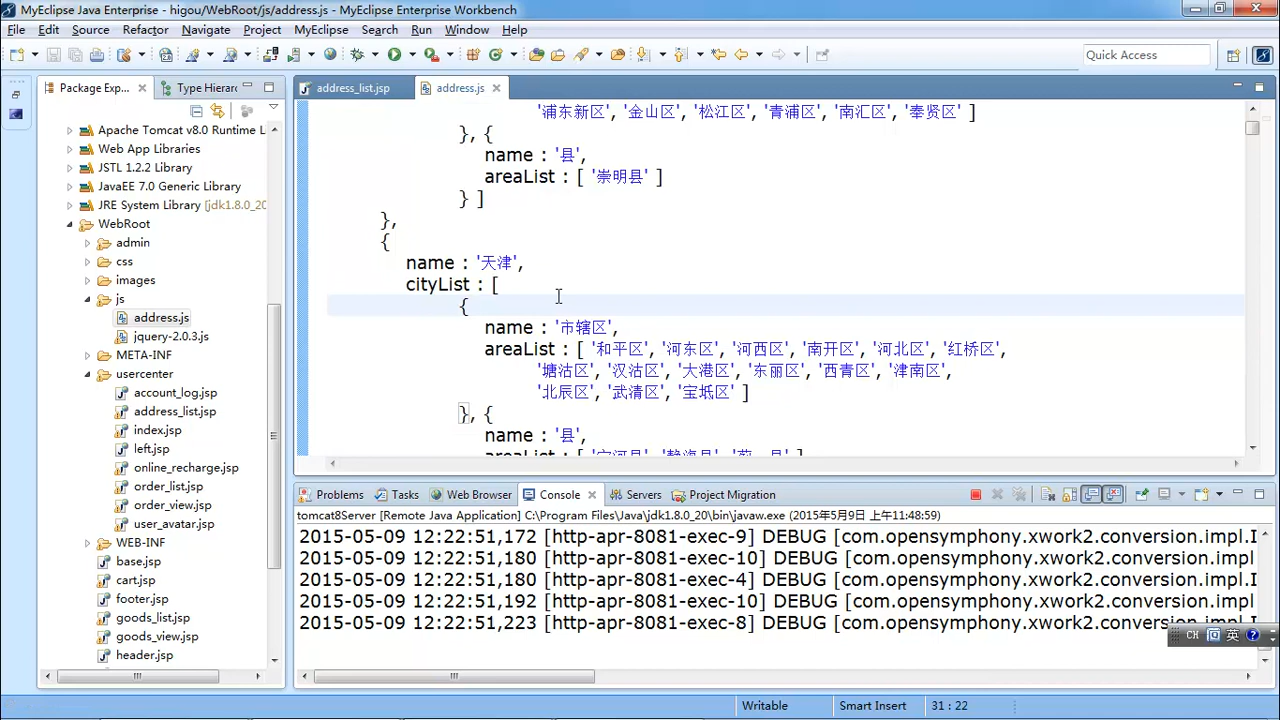 MyEclipse Java Enterprise - higou/WebRoot/js/address.js - MyEclipse Enterprise Workbench
File Edit Source Refactor Navigate Project MyEclipse Search Run Window Help
Quick Access
Package Exp... Type Hierarc
Apache Tomcat v8.0 Runtime L
Web App Libraries
JSTL 1.2.2 Library
JavaEE 7.0 Generic Library
JRE System Library [jdk1.8.0_20
WebRoot
admin
css
images
js
address.js
jquery-2.0.3.js
META-INF
usercenter
account_log.jsp
address_list.jsp
index.jsp
left.jsp
online_recharge.jsp
order_list.jsp
order_view.jsp
user_avatar.jsp
WEB-INF
base.jsp
cart.jsp
footer.jsp
goods_list.jsp
goods_view.jsp
header.jsp
address_list.jsp address.js
'浦东新区', '金山区', '松江区', '青浦区', '南汇区', '奉贤区' ]
}, {
name : '县',
areaList : [ '崇明县' ]
} ]
},
{
name : '天津',
cityList : [
{
name : '市辖区',
areaList : [ '和平区', '河东区', '河西区', '南开区', '河北区', '红桥区',
'塘沽区', '汉沽区', '大港区', '东丽区', '西青区', '津南区',
'北辰区', '武清区', '宝坻区' ]
}, {
name : '县',
areaList : [ '宁河县', '静海县', '蓟　县' ]
Problems Tasks Web Browser Console Servers Project Migration
tomcat8Server [Remote Java Application] C:\Program Files\Java\jdk1.8.0_20\bin\javaw.exe (2015年5月9日 上午11:48:59)
2015-05-09 12:22:51,172 [http-apr-8081-exec-9] DEBUG [com.opensymphony.xwork2.conversion.impl.I
2015-05-09 12:22:51,180 [http-apr-8081-exec-10] DEBUG [com.opensymphony.xwork2.conversion.impl.
2015-05-09 12:22:51,180 [http-apr-8081-exec-4] DEBUG [com.opensymphony.xwork2.conversion.impl.I
2015-05-09 12:22:51,192 [http-apr-8081-exec-10] DEBUG [com.opensymphony.xwork2.conversion.impl
2015-05-09 12:22:51,223 [http-apr-8081-exec-8] DEBUG [com.opensymphony.xwork2.conversion.impl.I
CH 英
Writable Smart Insert 31 : 22